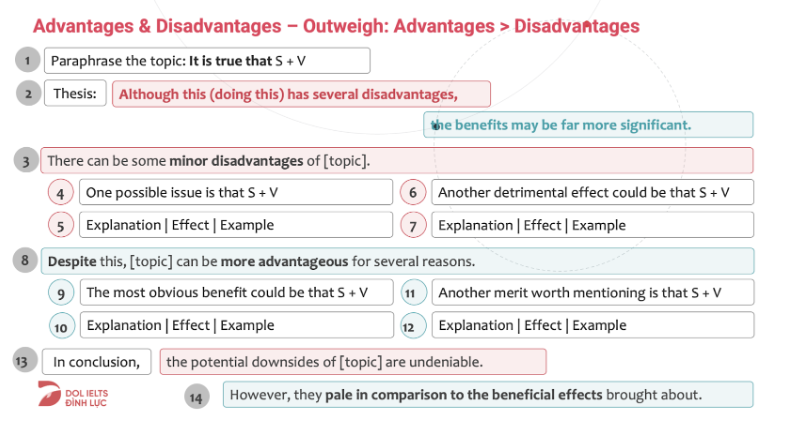 Advantages & Disadvantages – Outweigh: Advantages > Disadvantages
1 Paraphrase the topic: It is true that S + V
2 Thesis: Although this (doing this) has several disadvantages,
the benefits may be far more significant.
3 There can be some minor disadvantages of [topic].
4 One possible issue is that S + V
6 Another detrimental effect could be that S + V
5 Explanation | Effect | Example
7 Explanation | Effect | Example
8 Despite this, [topic] can be more advantageous for several reasons.
9 The most obvious benefit could be that S + V
11 Another merit worth mentioning is that S + V
10 Explanation | Effect | Example
12 Explanation | Effect | Example
13 In conclusion, the potential downsides of [topic] are undeniable.
DOL IELTS
ĐÌNH LỰC
14 However, they pale in comparison to the beneficial effects brought about.